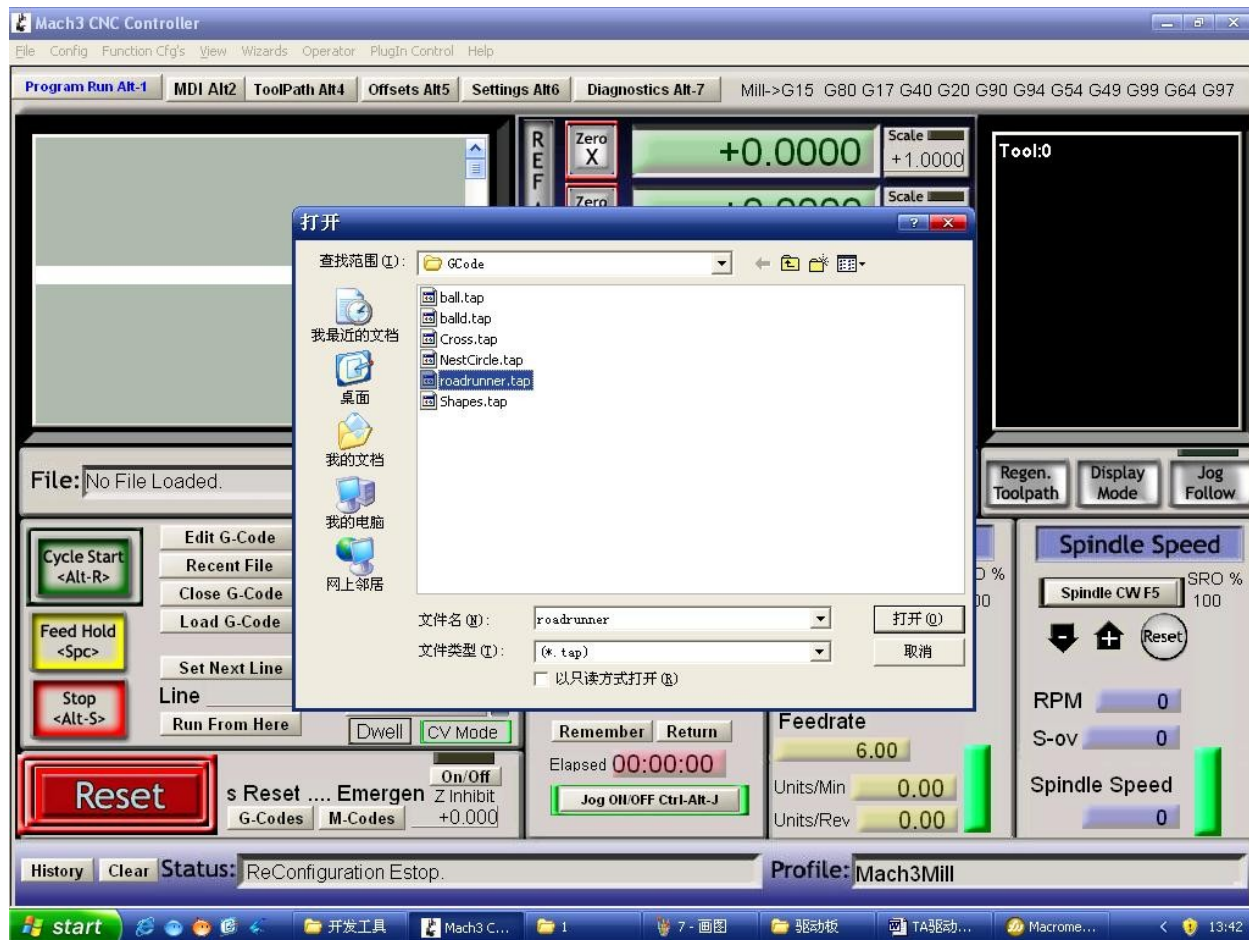 Mach3 CNC Controller
File Config Function Cfg's View Wizards Operator PlugIn Control Help
Program Run Alt-1 MDI Alt2 ToolPath Alt4 Offsets Alt5 Settings Alt6 Diagnostics Alt-7 Mill->G15 G80 G17 G40 G20 G90 G94 G54 G49 G99 G64 G97
REF
Zero X
+0.0000
Scale
+1.0000
Tool:0
Zero
Scale
打开
查找范围(I):
GCode
我最近的文档
桌面
我的文档
我的电脑
网上邻居
ball.tap
balld.tap
Cross.tap
NestCircle.tap
roadrunner.tap
Shapes.tap
文件名(N):
roadrunner
打开(O)
文件类型(T):
(*.tap)
取消
以只读方式打开(R)
File: No File Loaded.
Regen. Toolpath
Display Mode
Jog Follow
Cycle Start <Alt-R>
Edit G-Code
Recent File
Close G-Code
Load G-Code
Feed Hold <Spc>
Set Next Line
Line
Run From Here
Stop <Alt-S>
Dwell
CV Mode
Reset
s Reset .... Emergen
G-Codes M-Codes
On/Off
Z Inhibit
+0.000
Remember Return
Elapsed 00:00:00
Jog ON/OFF Ctrl-Alt-J
Feedrate
6.00
Units/Min 0.00
Units/Rev 0.00
Spindle Speed
Spindle CW F5
SRO %
100
Reset
RPM 0
S-ov 0
Spindle Speed
0
History Clear Status: ReConfiguration Estop.
Profile: Mach3Mill
start
开发工具
Mach3 C...
1
7 - 画图
驱动板
TA驱动...
Macrome...
13:42